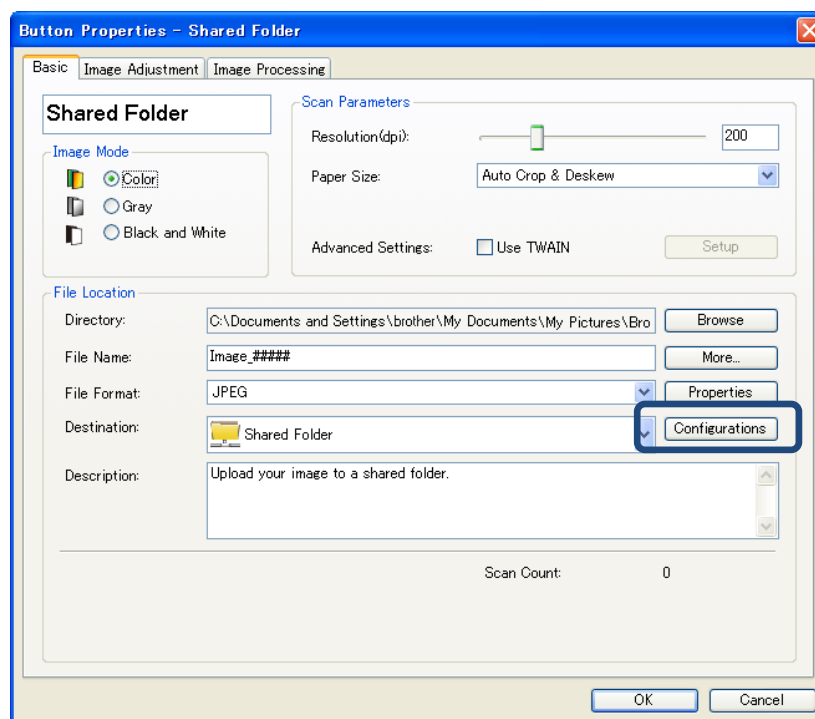 Button Properties - Shared Folder
Basic Image Adjustment Image Processing
Shared Folder
Image Mode
Color
Gray
Black and White
Scan Parameters
Resolution(dpi): 200
Paper Size: Auto Crop & Deskew
Advanced Settings: Use TWAIN Setup
File Location
Directory: C:\Documents and Settings\brother\My Documents\My Pictures\Bro Browse
File Name: Image_##### More...
File Format: JPEG Properties
Destination: Shared Folder Configurations
Description: Upload your image to a shared folder.
Scan Count: 0
OK Cancel